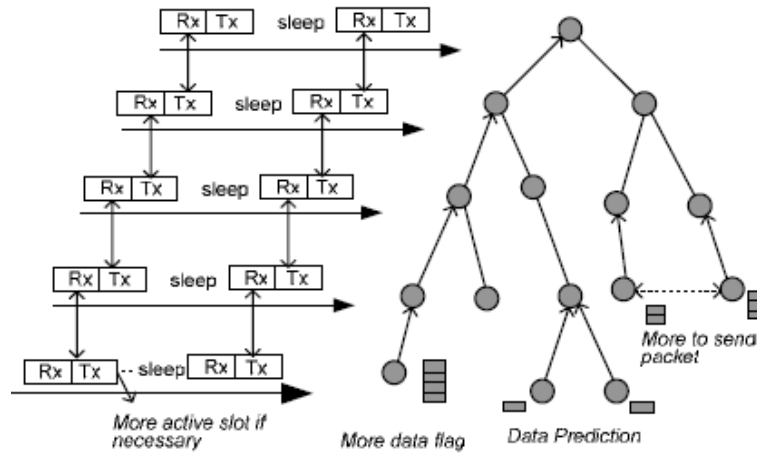 Rx Tx sleep Rx Tx
Rx Tx sleep Rx Tx
Rx Tx sleep Rx Tx
Rx Tx sleep Rx Tx
Rx Tx sleep Rx Tx
More active slot if
necessary
More data flag
Data Prediction
More to send
packet